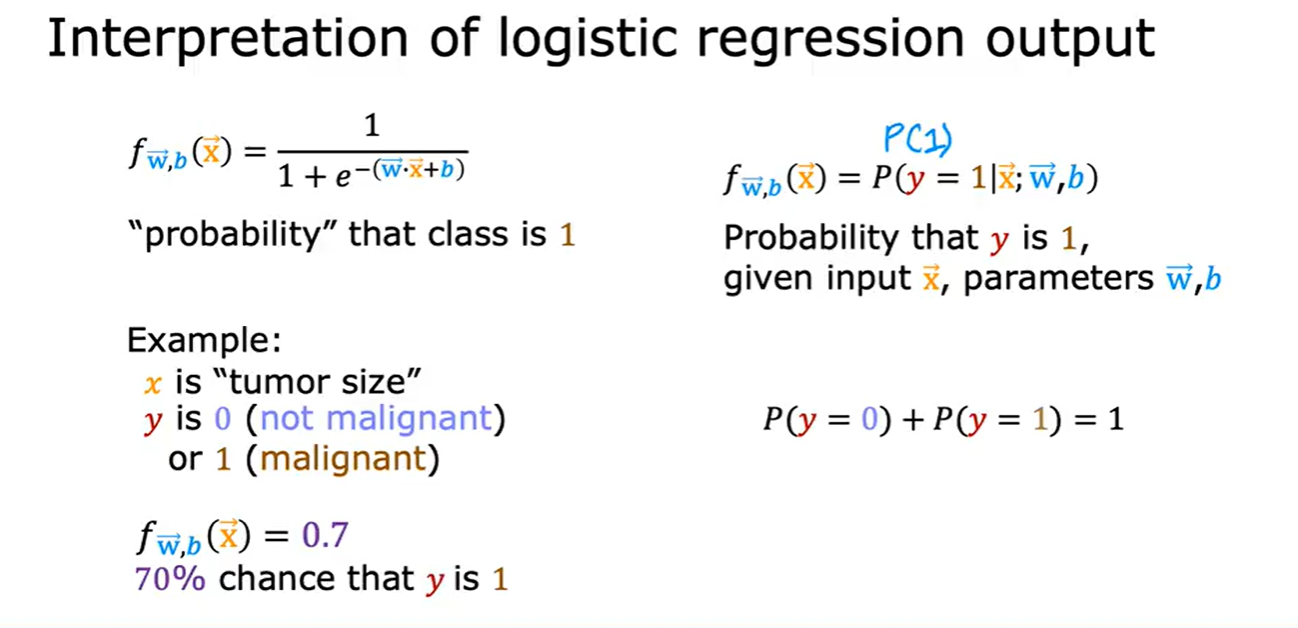 Interpretation of logistic regression output
f_{\vec{w},b}(\vec{x}) = \frac{1}{1 + e^{-(\vec{w}·\vec{x}+b)}}
“probability” that class is 1
Example:
x is “tumor size”
y is 0 (not malignant)
or 1 (malignant)
f_{\vec{w},b}(\vec{x}) = 0.7
70% chance that y is 1
P(1)
f_{\vec{w},b}(\vec{x}) = P(y = 1|\vec{x}; \vec{w},b)
Probability that y is 1,
given input \vec{x}, parameters \vec{w},b
P(y = 0) + P(y = 1) = 1